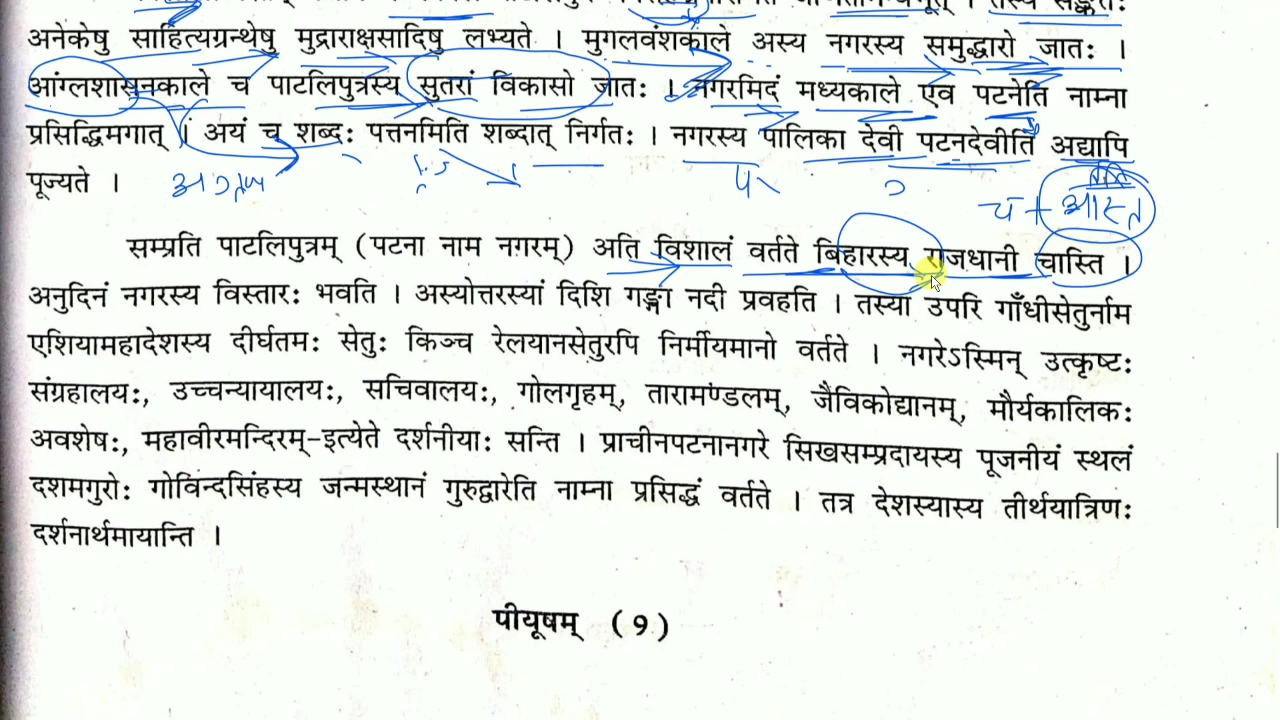 अनेकेषु साहित्यग्रन्थेषु मुद्राराक्षसादिषु लभ्यते । मुगलवंशकाले अस्य नगरस्य समुद्धारो जातः ।
आंग्लशासनकाले च पाटलिपुत्रस्य सुतरां विकासो जातः । नगरमिदं मध्यकाले एव पटनेति नाम्ना
प्रसिद्धिमगात् । अयं च शब्दः पत्तनमिति शब्दात् निर्गतः । नगरस्य पालिका देवी पटनदेवीति अद्यापि
पूज्यते ।
च + अस्ति
सम्प्रति पाटलिपुत्रम् (पटना नाम नगरम्) अति विशालं वर्तते बिहारस्य राजधानी चास्ति ।
अनुदिनं नगरस्य विस्तारः भवति । अस्योत्तरस्यां दिशि गङ्गा नदी प्रवहति । तस्या उपरि गाँधीसेतुर्नाम
एशियामहादेशस्य दीर्घतमः सेतुः किञ्च रेलयानसेतुरपि निर्मीयमानो वर्तते । नगरेऽस्मिन् उत्कृष्टः
संग्रहालयः, उच्चन्यायालयः, सचिवालयः, गोलगृहम्, तारामण्डलम्, जैविकोद्यानम्, मौर्यकालिकः
अवशेषः, महावीरमन्दिरम्-इत्येते दर्शनीयाः सन्ति । प्राचीनपटनानगरे सिखसम्प्रदायस्य पूजनीयं स्थलं
दशमगुरोः गोविन्दसिंहस्य जन्मस्थानं गुरुद्वारेति नाम्ना प्रसिद्धं वर्तते । तत्र देशस्यास्य तीर्थयात्रिणः
दर्शनार्थमायान्ति ।
पीयूषम् (9)